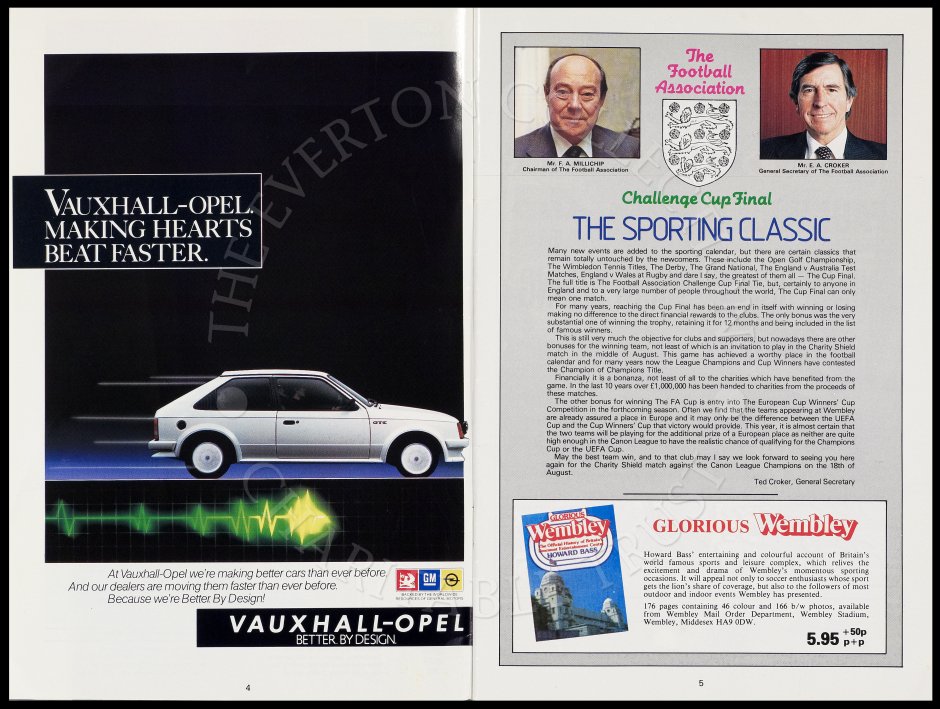 VAUXHALL-OPEL.
MAKING HEARTS
BEAT FASTER.
At Vauxhall-Opel we're making better cars than ever before.
And our dealers are moving them faster than ever before.
Because we're Better. By Design!
GM
BACKED BY THE WORLDWIDE
RESOURCES OF GENERAL MOTORS
VAUXHALL-OPEL
BETTER. BY DESIGN.
4
The
Football
Association
Mr. F. A. MILLICHIP
Chairman of The Football Association
Mr. E. A. CROKER
General Secretary of The Football Association
Challenge Cup Final
THE SPORTING CLASSIC
Many new events are added to the sporting calendar, but there are certain classics that
remain totally untouched by the newcomers. These include the Open Golf Championship,
The Wimbledon Tennis Titles, The Derby, The Grand National, The England v Australia Test
Matches, England v Wales at Rugby and dare I say, the greatest of them all — The Cup Final.
The full title is The Football Association Challenge Cup Final Tie, but, certainly to anyone in
England and to a very large number of people throughout the world, The Cup Final can only
mean one match.
For many years, reaching the Cup Final has been an end in itself with winning or losing
making no difference to the direct financial rewards to the clubs. The only bonus was the very
substantial one of winning the trophy, retaining it for 12 months and being included in the list
of famous winners.
This is still very much the objective for clubs and supporters, but nowadays there are other
bonuses for the winning team, not least of which is an invitation to play in the Charity Shield
match in the middle of August. This game has achieved a worthy place in the football
calendar and for many years now the League Champions and Cup Winners have contested
the Champion of Champions Title.
Financially it is a bonanza, not least of all to the charities which have benefited from the
game. In the last 10 years over £1,000,000 has been handed to charities from the proceeds of
these matches.
The other bonus for winning The FA Cup is entry into The European Cup Winners' Cup
Competition in the forthcoming season. Often we find that the teams appearing at Wembley
are already assured a place in Europe and it may only be the difference between the UEFA
Cup and the Cup Winners' Cup that victory would provide. This year, it is almost certain that
the two teams will be playing for the additional prize of a European place as neither are quite
high enough in the Canon League to have the realistic chance of qualifying for the Champions
Cup or the UEFA Cup.
May the best team win, and to that club may I say we look forward to seeing you here
again for the Charity Shield match against the Canon League Champions on the 18th of
August.
Ted Croker, General Secretary
GLORIOUS
Wembley
The Official History of Britain's
Foremost Entertainment Centre
HOWARD BASS
GLORIOUS Wembley
Howard Bass' entertaining and colourful account of Britain's
world famous sports and leisure complex, which relives the
excitement and drama of Wembley's momentous sporting
occasions. It will appeal not only to soccer enthusiasts whose sport
gets the lion's share of coverage, but also to the followers of most
outdoor and indoor events Wembley has presented.
176 pages containing 46 colour and 166 b/w photos, available
from Wembley Mail Order Department, Wembley Stadium,
Wembley, Middesex HA9 0DW.
5.95 +50p
p+p
5